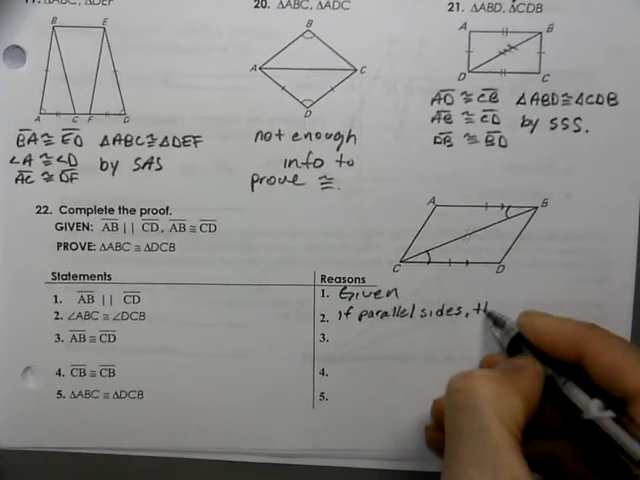 17. ΔABC, ΔDEF
20. ΔABC, ΔADC
21. ΔABD, ΔCDB
B E
A C F D
BA ≅ ED ΔABC ≅ ΔDEF
∠A ≅ ∠D by SAS
AC ≅ DF
B
A C
D
not enough
info to
prove ≅.
A B
D C
AD ≅ CB ΔABD ≅ ΔCDB
AB ≅ CD by SSS.
DB ≅ BD
22. Complete the proof.
GIVEN: AB || CD, AB ≅ CD
PROVE: ΔABC ≅ ΔDCB
A B
C D
Statements Reasons
1. AB || CD 1. Given
2. ∠ABC ≅ ∠DCB 2. If parallel sides, th
3. AB ≅ CD 3.
4. CB ≅ CB 4.
5. ΔABC ≅ ΔDCB 5.